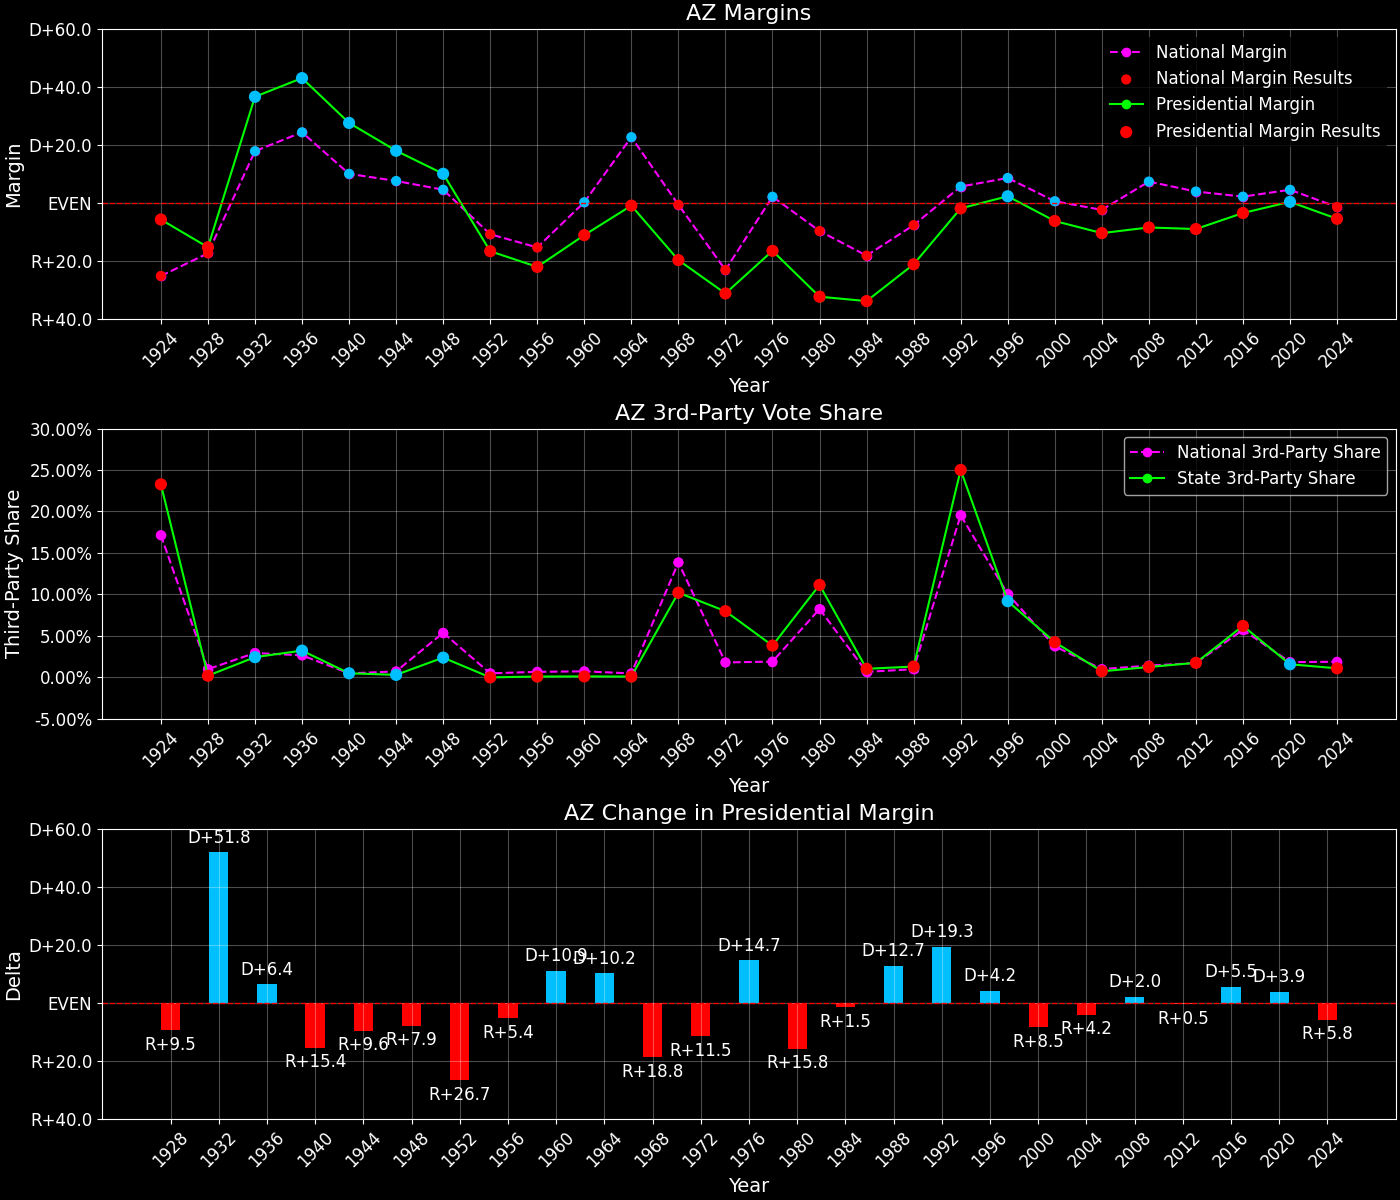 AZ Margins
D+60.0
D+40.0
D+20.0
EVEN
R+20.0
R+40.0
Margin
National Margin
National Margin Results
Presidential Margin
Presidential Margin Results
1924 1928 1932 1936 1940 1944 1948 1952 1956 1960 1964 1968 1972 1976 1980 1984 1988 1992 1996 2000 2004 2008 2012 2016 2020 2024
Year
AZ 3rd-Party Vote Share
30.00%
25.00%
20.00%
15.00%
10.00%
5.00%
0.00%
-5.00%
Third-Party Share
National 3rd-Party Share
State 3rd-Party Share
1924 1928 1932 1936 1940 1944 1948 1952 1956 1960 1964 1968 1972 1976 1980 1984 1988 1992 1996 2000 2004 2008 2012 2016 2020 2024
Year
AZ Change in Presidential Margin
D+60.0
D+40.0
D+20.0
EVEN
R+20.0
R+40.0
Delta
R+9.5
D+51.8
D+6.4
R+15.4
R+9.6
R+7.9
R+26.7
R+5.4
D+10.9
D+10.2
R+18.8
R+11.5
D+14.7
R+15.8
R+1.5
D+12.7
D+19.3
D+4.2
R+8.5
R+4.2
D+2.0
R+0.5
D+5.5
D+3.9
R+5.8
1928 1932 1936 1940 1944 1948 1952 1956 1960 1964 1968 1972 1976 1980 1984 1988 1992 1996 2000 2004 2008 2012 2016 2020 2024
Year